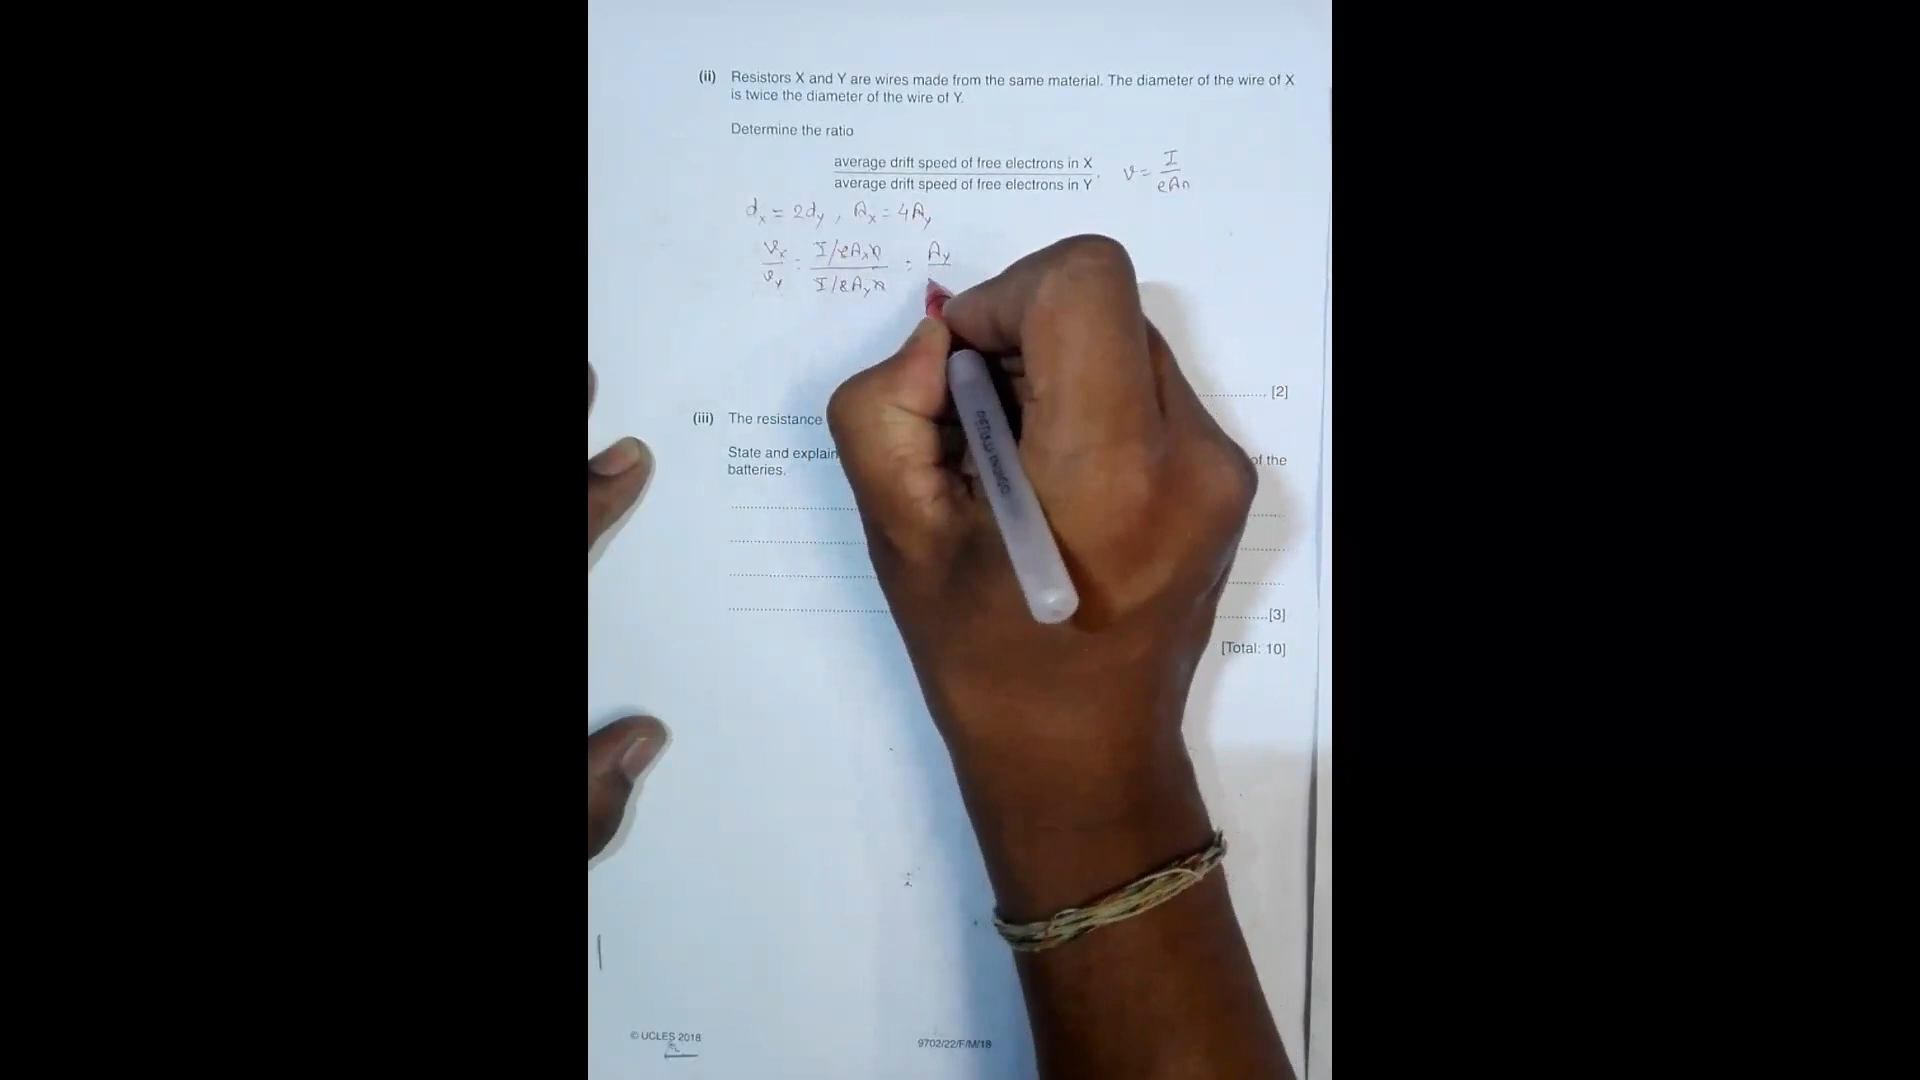 (ii) Resistors X and Y are wires made from the same material. The diameter of the wire of X
is twice the diameter of the wire of Y.
Determine the ratio
average drift speed of free electrons in X
average drift speed of free electrons in Y .
v = I / eAn
dx = 2dy , Ax = 4Ay
vx / vy = I/eAxn / I/eAyn = Ay
[2]
(iii) The resistance
State and explain
of the
batteries.
[3]
[Total: 10]
© UCLES 2018
9702/22/F/M/18